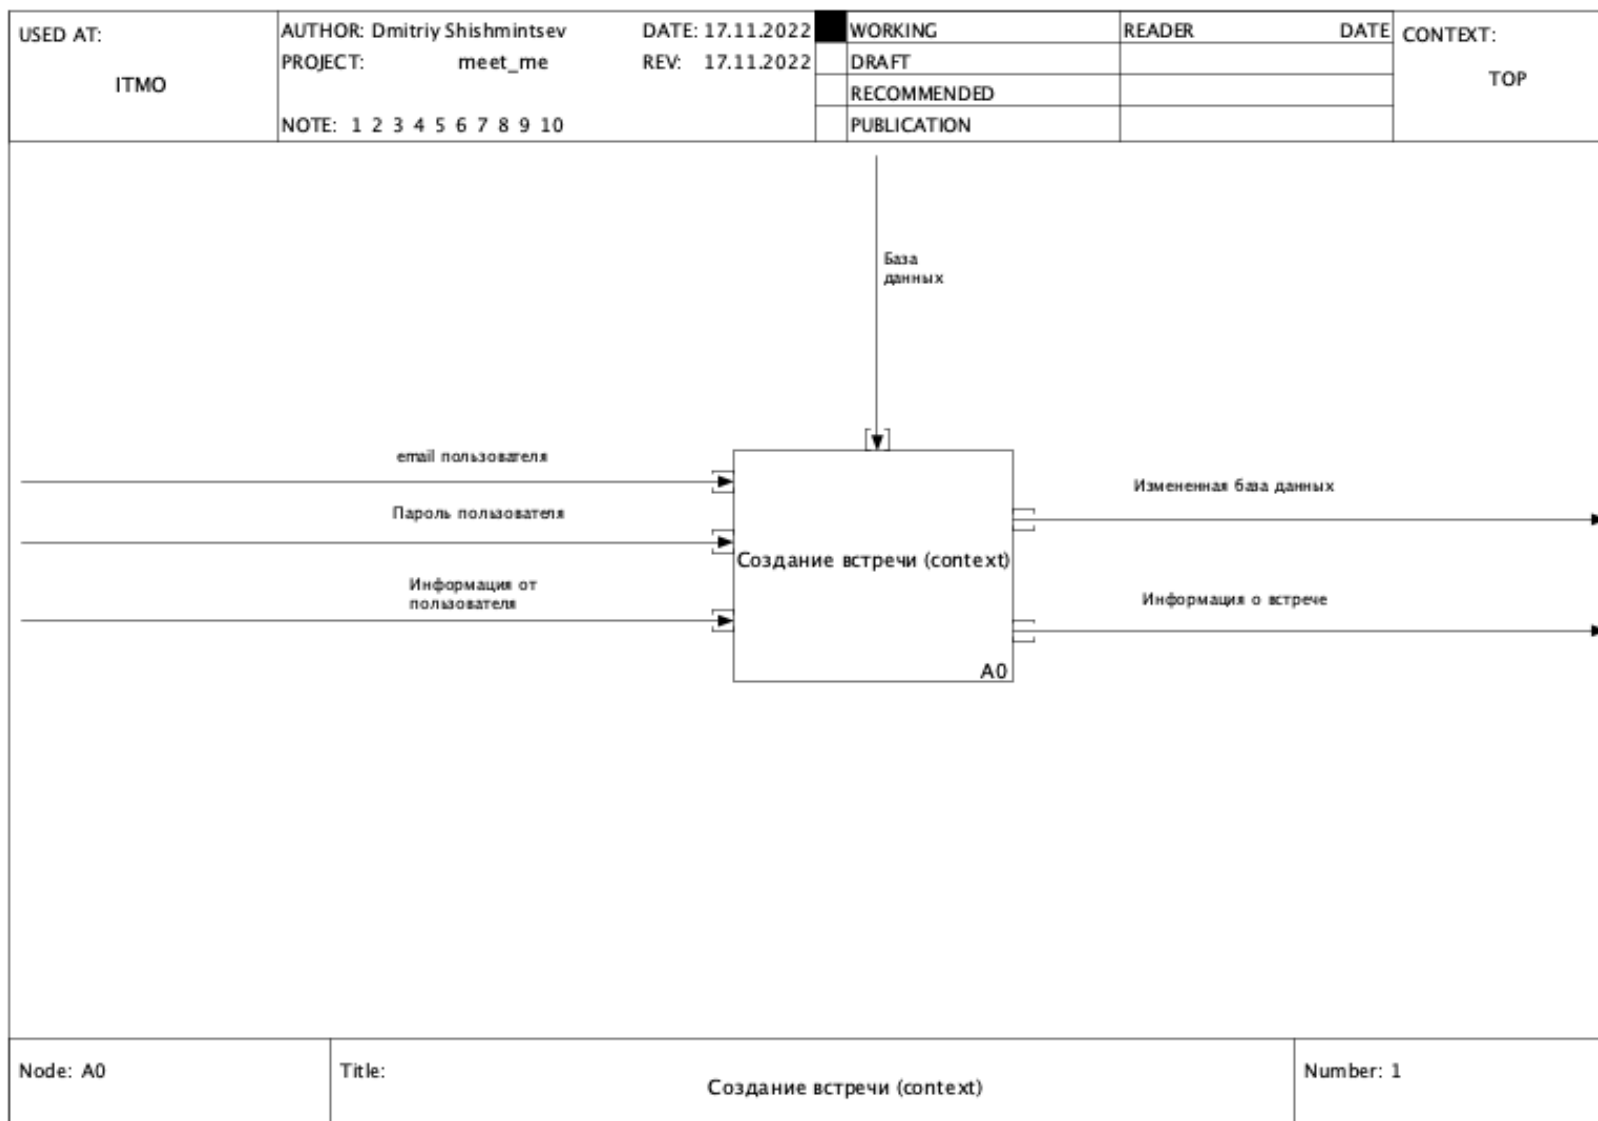 USED AT:
ITMO
AUTHOR: Dmitriy Shishmintsev
DATE: 17.11.2022
PROJECT: meet_me
REV: 17.11.2022
NOTE: 1 2 3 4 5 6 7 8 9 10
WORKING
DRAFT
RECOMMENDED
PUBLICATION
READER
DATE
CONTEXT:
TOP
База
данных
email пользователя
Пароль пользователя
Информация от
пользователя
Создание встречи (context)
A0
Измененная база данных
Информация о встрече
Node: A0
Title:
Создание встречи (context)
Number: 1